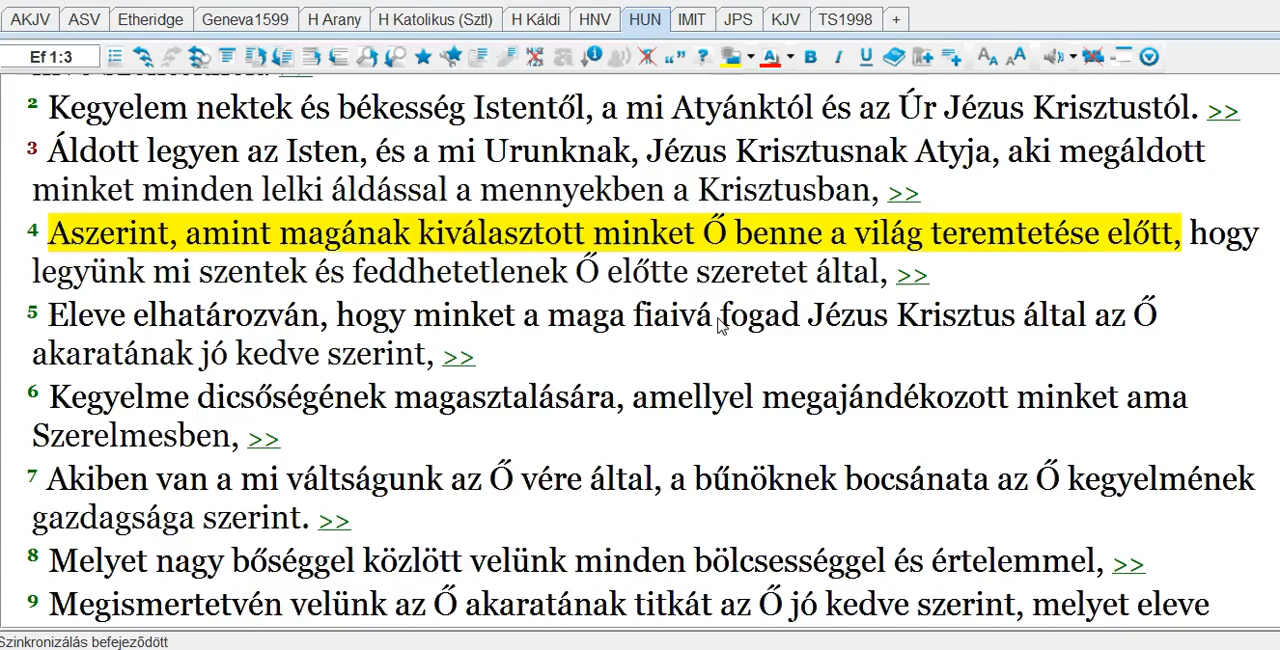 AKJV ASV Etheridge Geneva1599 H Arany H Katolikus (Sztl) H Káldi HNV HUN IMIT JPS KJV TS1998 +
Ef 1:3
>>
2 Kegyelem nektek és békesség Istentől, a mi Atyánktól és az Úr Jézus Krisztustól. >>
3 Áldott legyen az Isten, és a mi Urunknak, Jézus Krisztusnak Atyja, aki megáldott
minket minden lelki áldással a mennyekben a Krisztusban, >>
4 Aszerint, amint magának kiválasztott minket Ő benne a világ teremtetése előtt, hogy
legyünk mi szentek és feddhetetlenek Ő előtte szeretet által, >>
5 Eleve elhatározván, hogy minket a maga fiaivá fogad Jézus Krisztus által az Ő
akaratának jó kedve szerint, >>
6 Kegyelme dicsőségének magasztalására, amellyel megajándékozott minket ama
Szerelmesben, >>
7 Akiben van a mi váltságunk az Ő vére által, a bűnöknek bocsánata az Ő kegyelmének
gazdagsága szerint. >>
8 Melyet nagy bőséggel közlött velünk minden bölcsességgel és értelemmel, >>
9 Megismertetvén velünk az Ő akaratának titkát az Ő jó kedve szerint, melyet eleve
Szinkronizálás befejeződött